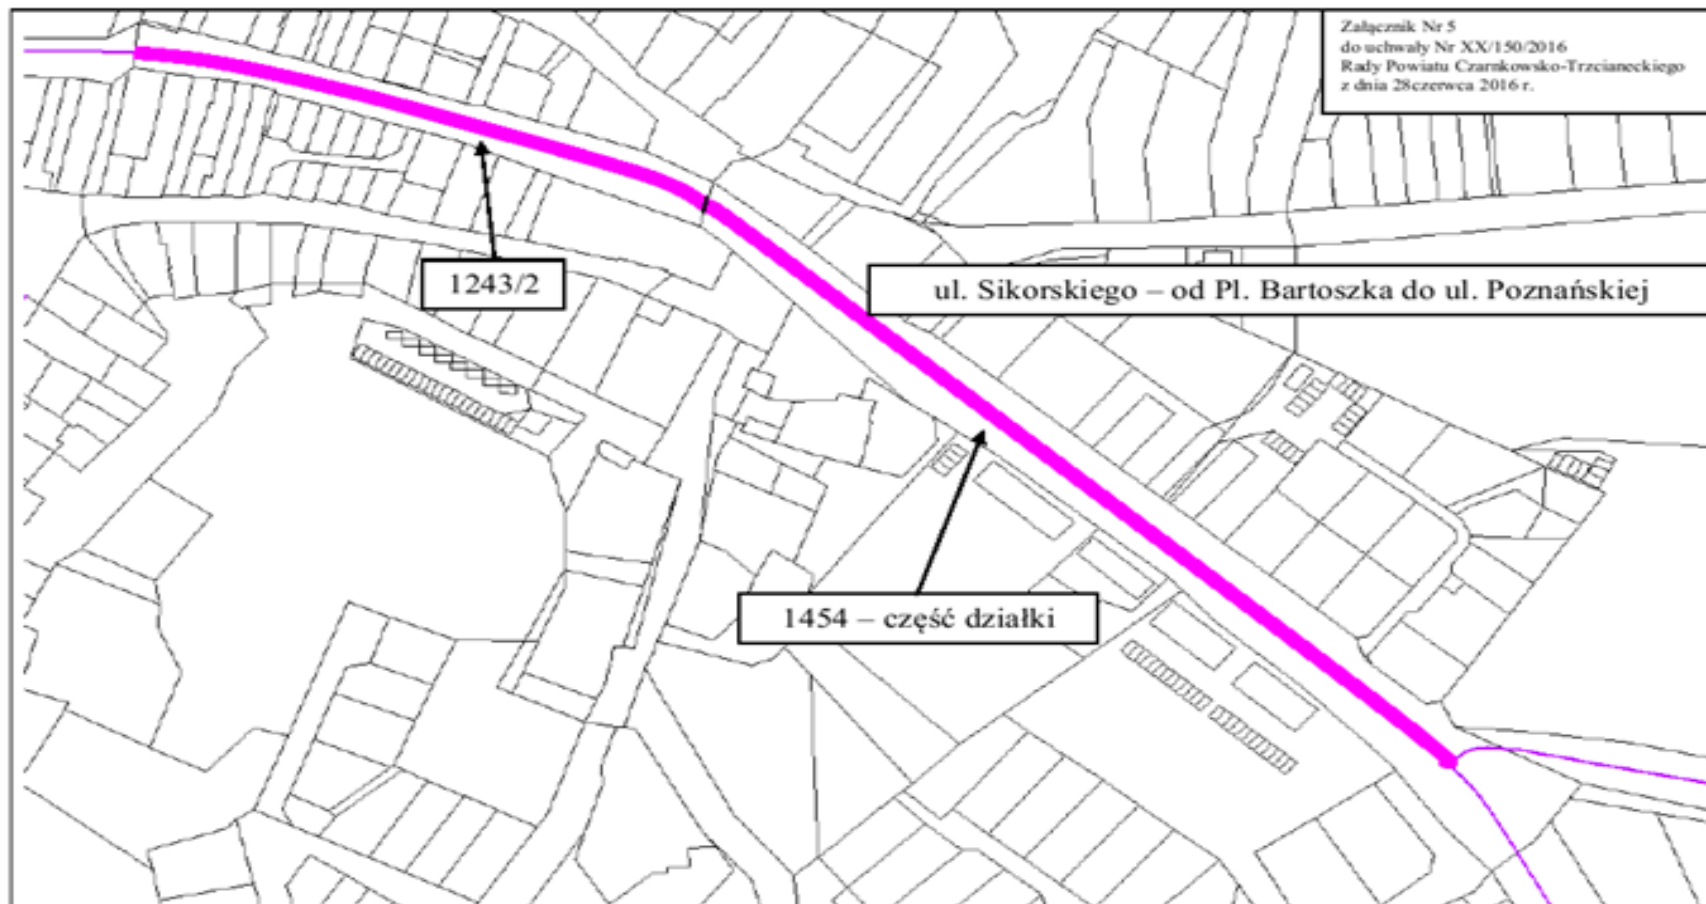 Załącznik Nr 5
do uchwały Nr XX/150/2016
Rady Powiatu Czarnkowsko-Trzcianeckiego
z dnia 28czerwca 2016 r.
1243/2
ul. Sikorskiego – od Pl. Bartoszka do ul. Poznańskiej
1454 – część działki